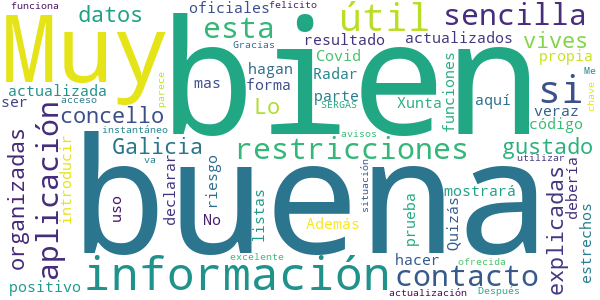 funciona
oficiales
felicito
Muy
bien
datos
esta
útil
sencilla
Gracias
resultado
actualizados
vives
Covid
hagan
propia
actualizada
mas
forma
Radar
parece
SERGAS
parte
Xunta
funciones
aquí
si
Me
clave
ser
acceso
concello
Lo
veraz
código
avisos
instantáneo
organizadas
aplicación
introducir
Galicia
va
restricciones
gustado
utilizar
buena
declarar
riesgo
situación
prueba
mostrará
explicadas
debería
uso
No
listas
Además
Quizás
estrechos
hacer
excelente
ofrecida
positivo
información
contacto
actualización
Después